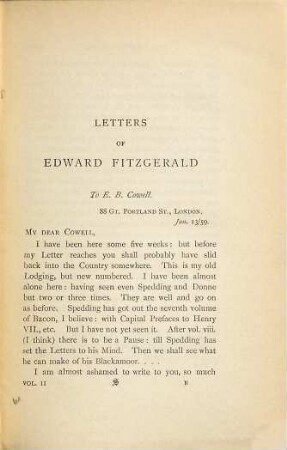 LETTERS
OF
EDWARD FITZGERALD
To E. B. Cowell.
88 GT. PORTLAND ST., LONDON,
Jan. 13/59.
MY DEAR COWELL,
I have been here some five weeks: but before
my Letter reaches you shall probably have slid
back into the Country somewhere. This is my old
Lodging, but new numbered. I have been almost
alone here: having seen even Spedding and Donne
but two or three times. They are well and go on
as before. Spedding has got out the seventh volume
of Bacon, I believe: with Capital Prefaces to Henry
VII., etc. But I have not yet seen it. After vol. viii.
(I think) there is to be a Pause: till Spedding has
set the Letters to his Mind. Then we shall see what
he can make of his Blackamoor. . . .
I am almost ashamed to write to you, so much
VOL. II B